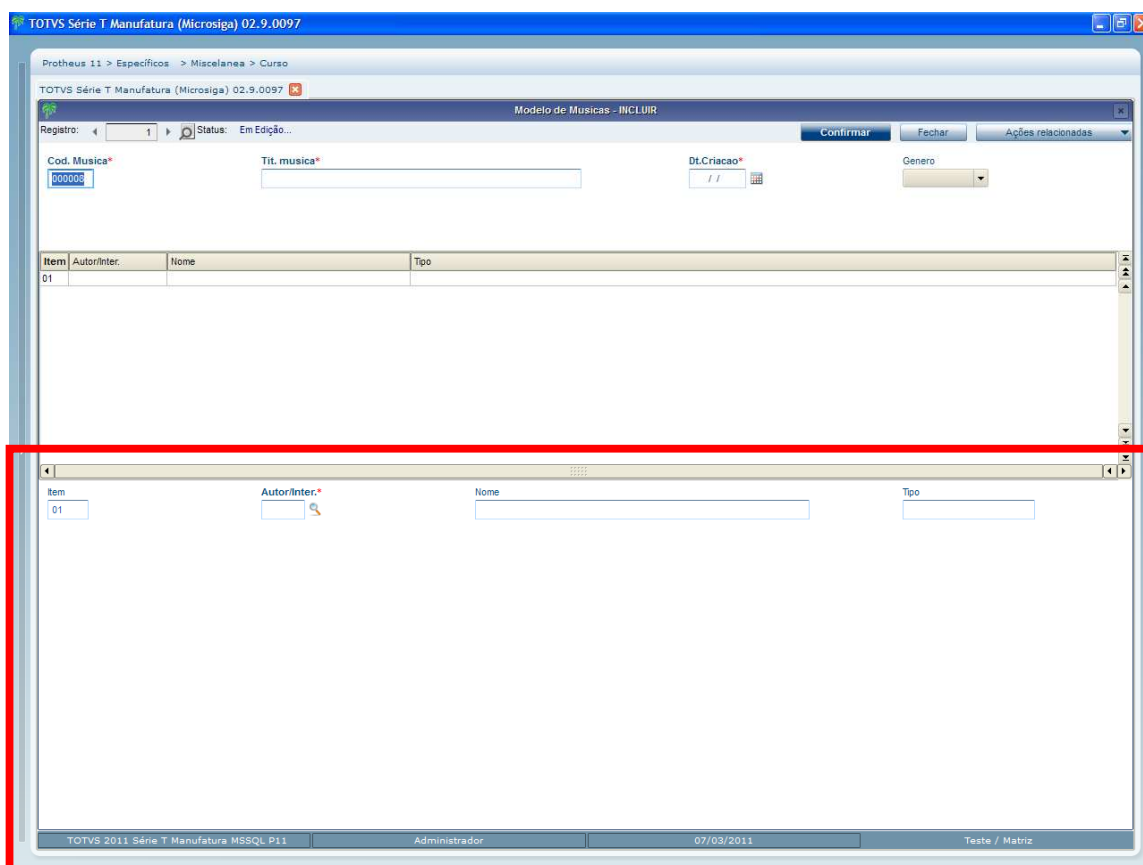 TOTVS Série T Manufatura (Microsiga) 02.9.0097
Protheus 11 > Específicos > Miscelanea > Curso
TOTVS Série T Manufatura (Microsiga) 02.9.0097
Modelo de Musicas - INCLUIR
Registro: 1 Status: Em Edição... Confirmar Fechar Ações relacionadas
Cod. Musica* Tit. musica* Dt.Criacao* Genero
000008 / /
Item Autor/Inter. Nome Tipo
01
Item Autor/Inter.* Nome Tipo
01
TOTVS 2011 Série T Manufatura MSSQL P11 Administrador 07/03/2011 Teste / Matriz